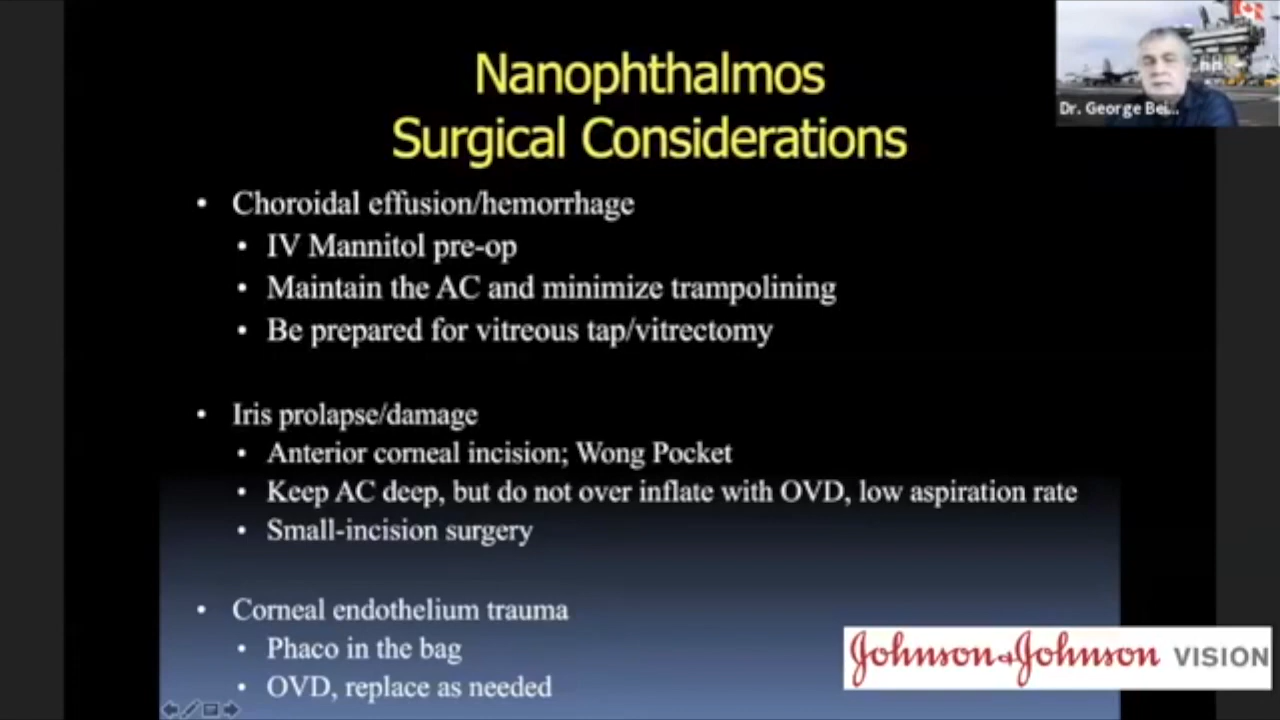 Nanophthalmos
Surgical Considerations
Dr. George Bei...
• Choroidal effusion/hemorrhage
• IV Mannitol pre-op
• Maintain the AC and minimize trampolining
• Be prepared for vitreous tap/vitrectomy
• Iris prolapse/damage
• Anterior corneal incision; Wong Pocket
• Keep AC deep, but do not over inflate with OVD, low aspiration rate
• Small-incision surgery
• Corneal endothelium trauma
• Phaco in the bag
• OVD, replace as needed
Johnson & Johnson VISION